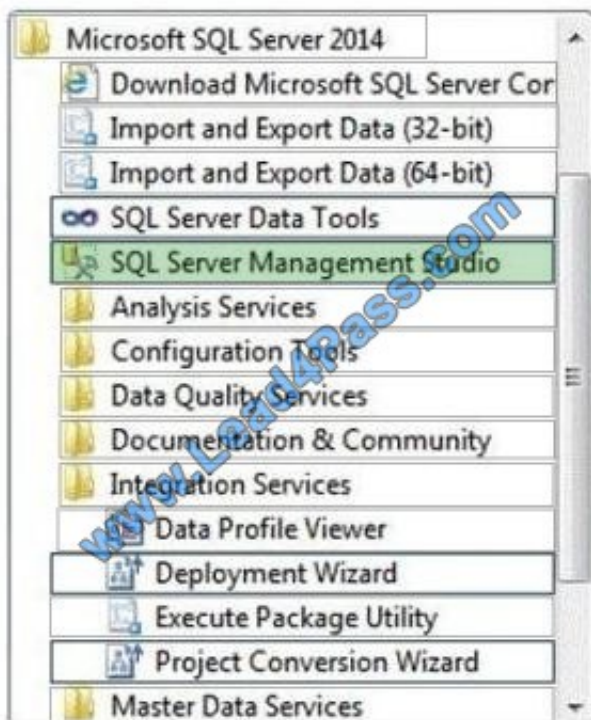 Microsoft SQL Server 2014
Download Microsoft SQL Server Cor
Import and Export Data (32-bit)
Import and Export Data (64-bit)
SQL Server Data Tools
SQL Server Management Studio
Analysis Services
Configuration Tools
Data Quality Services
Documentation & Community
Integration Services
Data Profile Viewer
Deployment Wizard
Execute Package Utility
Project Conversion Wizard
Master Data Services
www.Lead4Pass.com